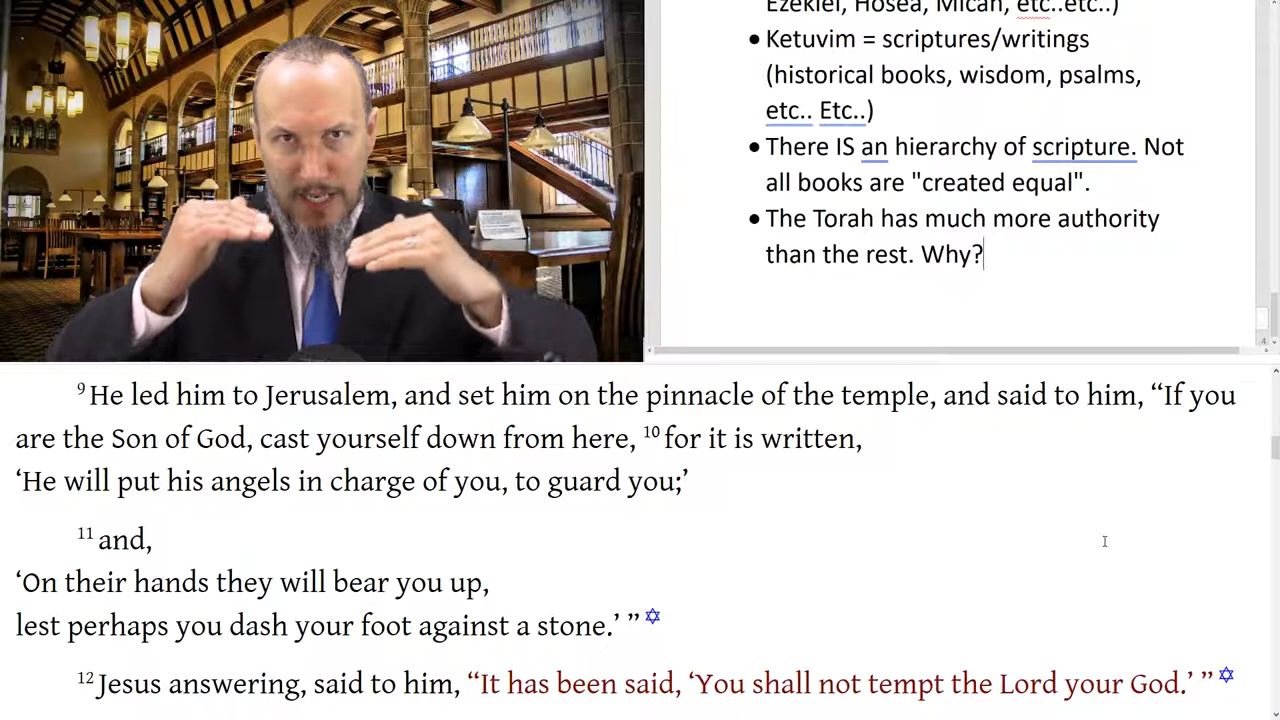 Ezekiel, Hosea, Mican, etc..etc..)
• Ketuvim = scriptures/writings
(historical books, wisdom, psalms,
etc.. Etc..)
• There IS an hierarchy of scripture. Not
all books are "created equal".
• The Torah has much more authority
than the rest. Why?
4
9 He led him to Jerusalem, and set him on the pinnacle of the temple, and said to him, “If you
are the Son of God, cast yourself down from here, 10 for it is written,
‘He will put his angels in charge of you, to guard you;’
11 and,
‘On their hands they will bear you up,
lest perhaps you dash your foot against a stone.’ ” ✡
12 Jesus answering, said to him, “It has been said, ‘You shall not tempt the Lord your God.’ ” ✡